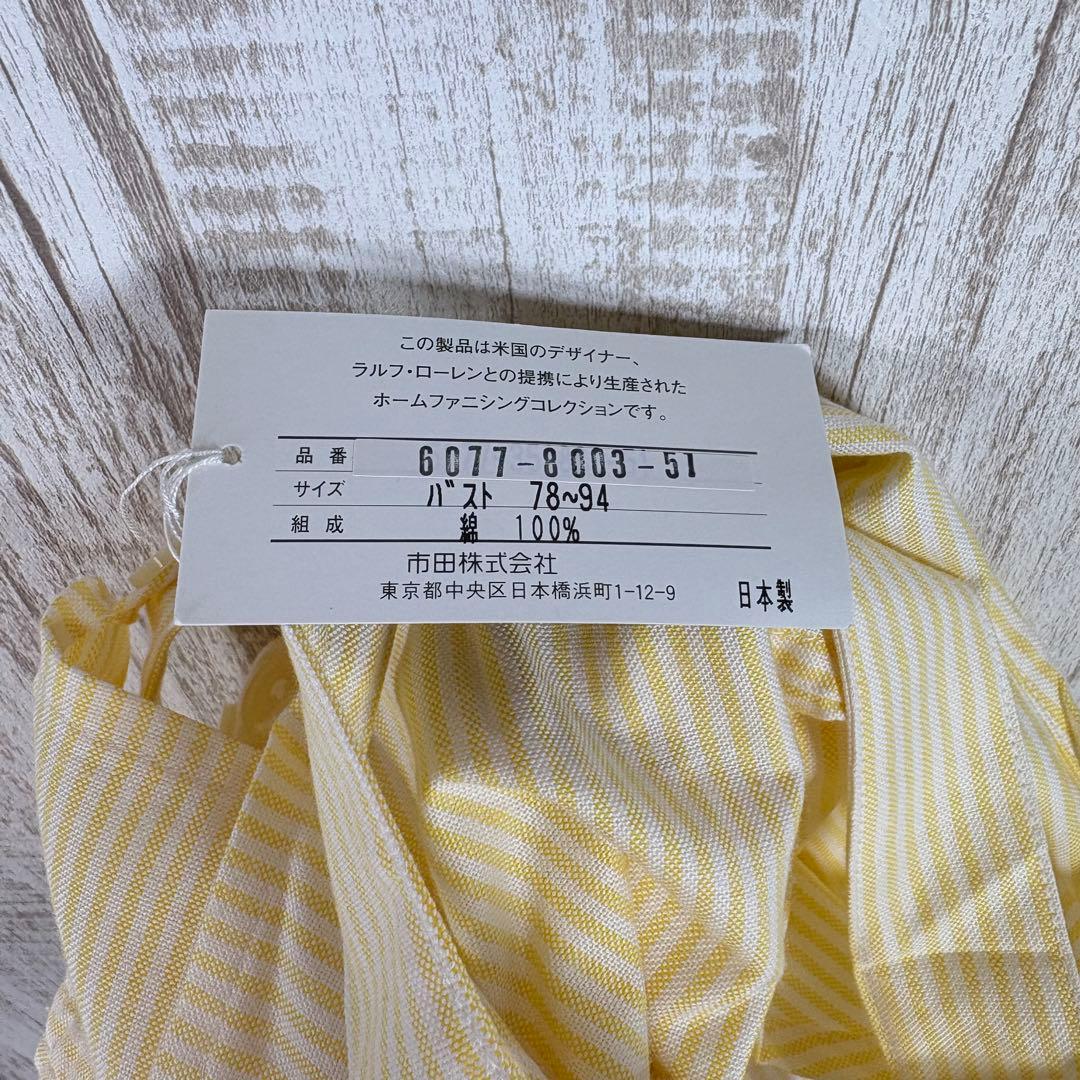 この製品は米国のデザイナー、
ラルフ・ローレンとの提携により生産された
ホームファニシングコレクションです。
品番 6077-8003-51
サイズ バスト 78~94
組成 綿 100%
市田株式会社
東京都中央区日本橋浜町1-12-9 日本製